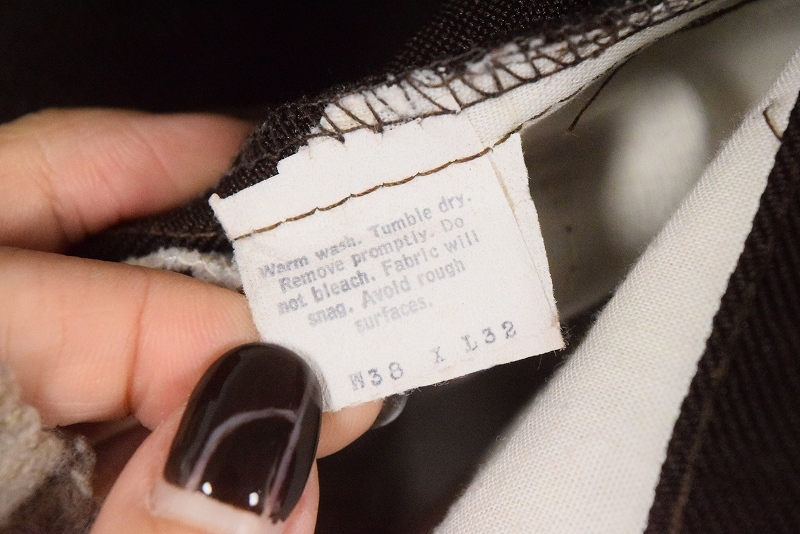 Warm wash. Tumble dry.
Remove promptly. Do
not bleach. Fabric will
snag. Avoid rough
surfaces.
W38 X L32